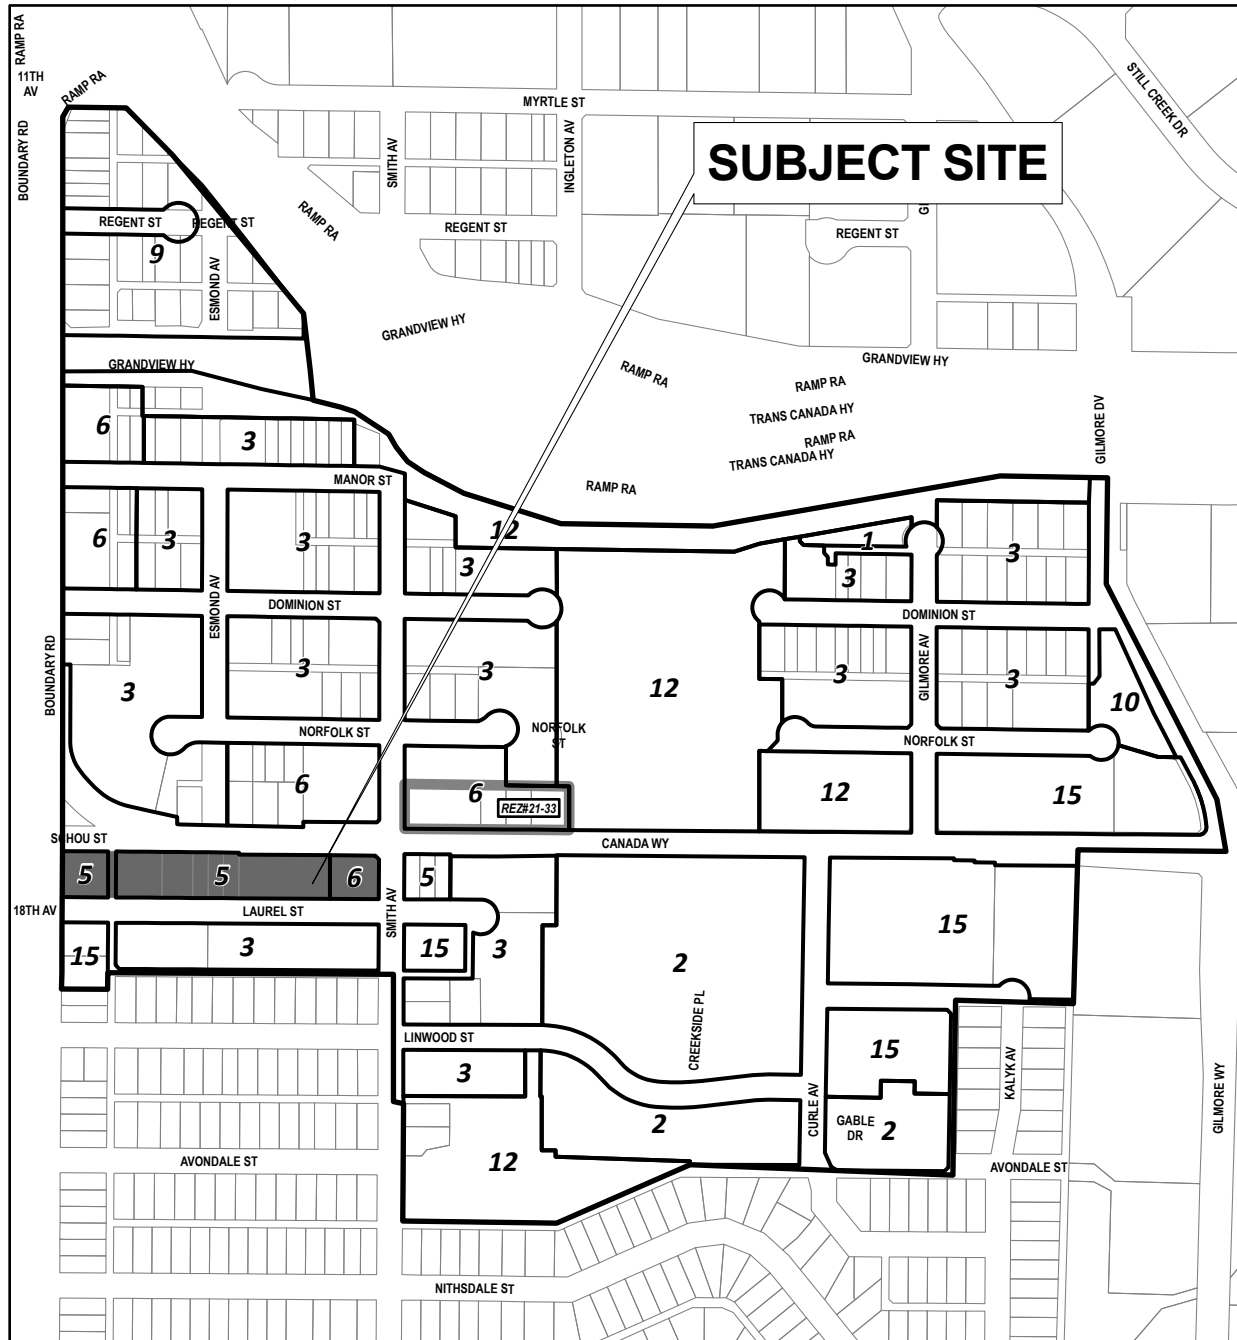 RAMP RA
11TH
AV
RAMP RA
BOUNDARY RD
MYRTLE ST
STILL CREEK DR
SMITH AV
INGLETON AV
SUBJECT SITE
REGENT ST
REGENT ST
RAMP RA
REGENT ST
REGENT ST
9
ESMOND AV
GRANDVIEW HY
GRANDVIEW HY
GRANDVIEW HY
RAMP RA
RAMP RA
TRANS CANADA HY
RAMP RA
TRANS CANADA HY
GILMORE DV
6
3
MANOR ST
RAMP RA
6
3
3
12
3
1
3
3
ESMOND AV
DOMINION ST
DOMINION ST
BOUNDARY RD
3
3
3
12
3
GILMORE AV
3
10
NORFOLK ST
NORFOLK
ST
NORFOLK ST
6
6
REZ#21-33
12
15
SCHOU ST
CANADA WY
5
5
6
5
18TH AV
LAUREL ST
SMITH AV
15
3
15
3
2
15
CREEKSIDE PL
LINWOOD ST
3
15
KALYK AV
CURLE AV
GABLE
DR
2
2
GILMORE WY
12
AVONDALE ST
AVONDALE ST
NITHSDALE ST